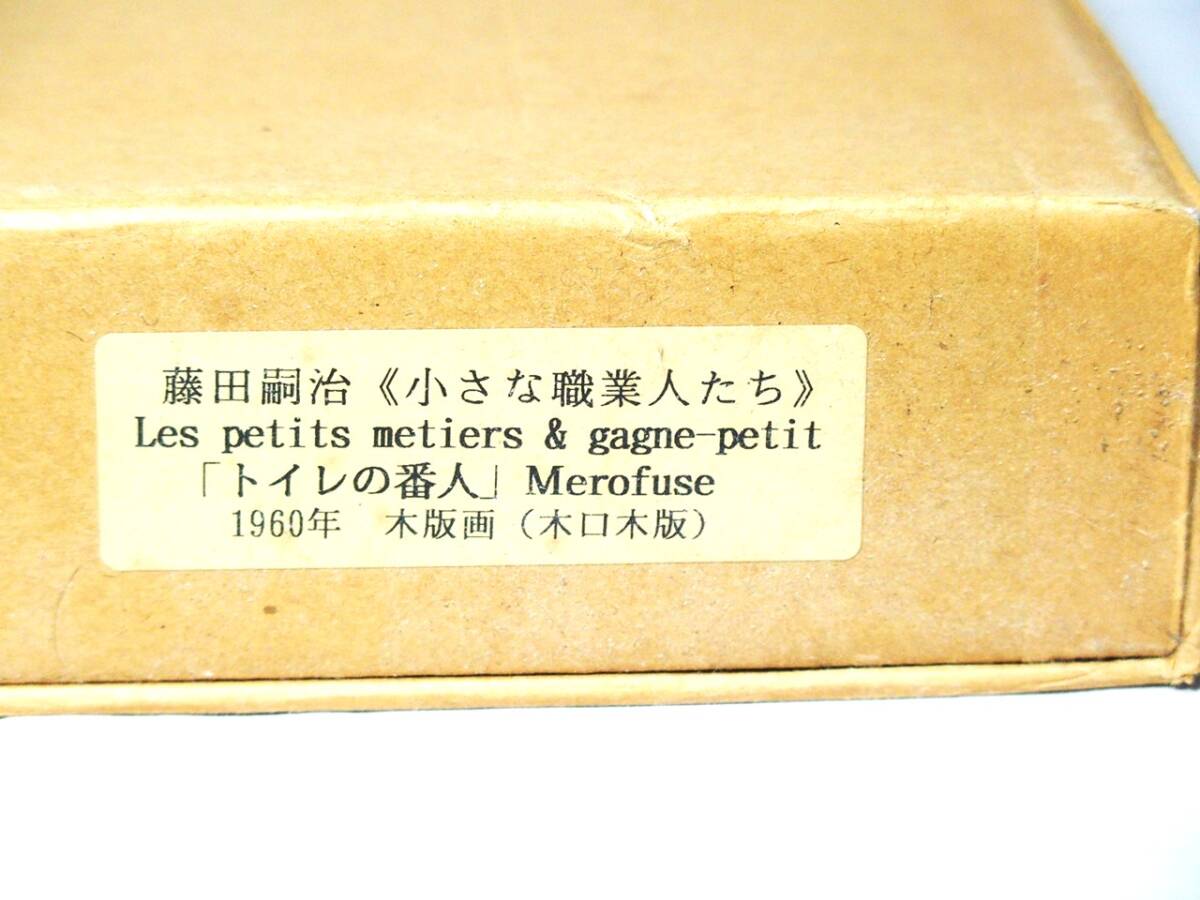 藤田嗣治《小さな職業人たち》
Les petits metiers & gagne-petit
「トイレの番人」Merofuse
1960年　木版画（木口木版）